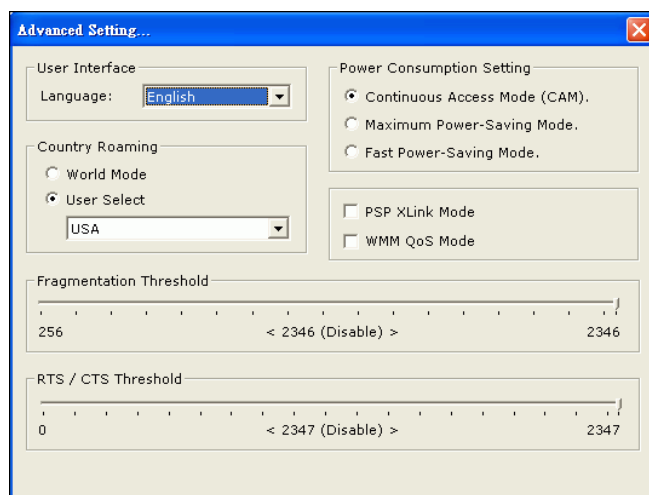 Advanced Setting...
User Interface
Language: English
Country Roaming
World Mode
User Select
USA
Power Consumption Setting
Continuous Access Mode (CAM).
Maximum Power-Saving Mode.
Fast Power-Saving Mode.
PSP XLink Mode
WMM QoS Mode
Fragmentation Threshold
256 < 2346 (Disable) > 2346
RTS / CTS Threshold
0 < 2347 (Disable) > 2347